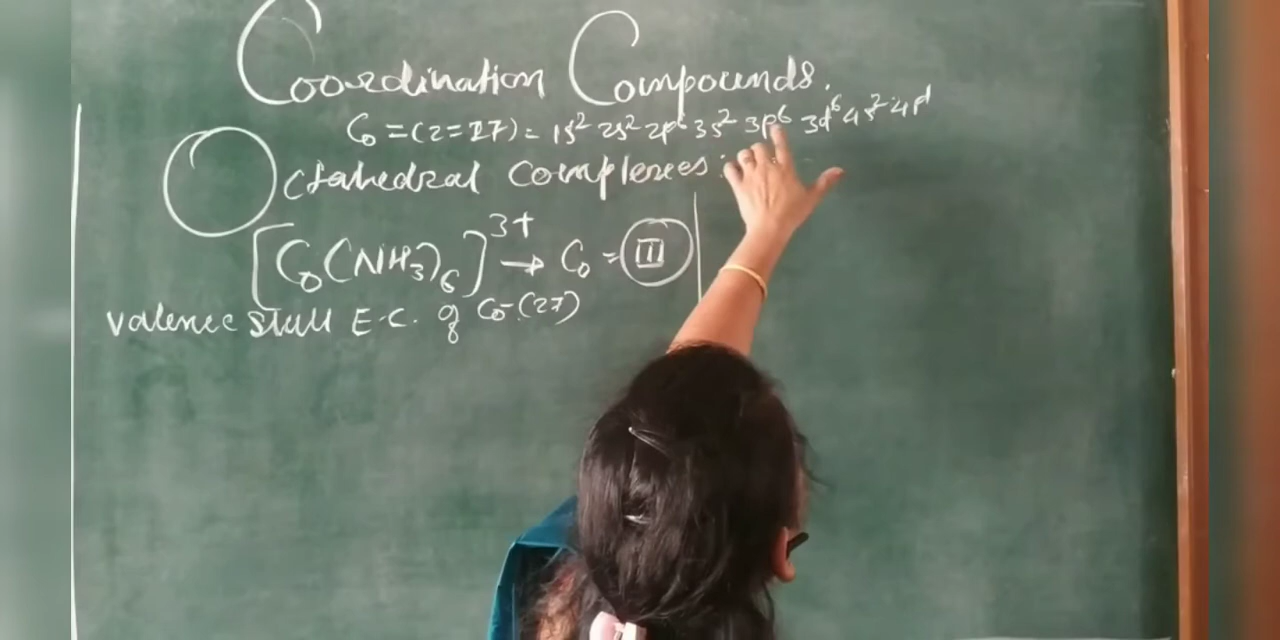 Coordination Compounds.
Co = (z = 27) = 1s² 2s² 2p⁶ 3s² 3p⁶ 3d⁶ 4s² 4p¹
Octahedral complexes:
[Co(NH₃)₆]³⁺ → Co = III
valence shell E.C. of Co-(27)